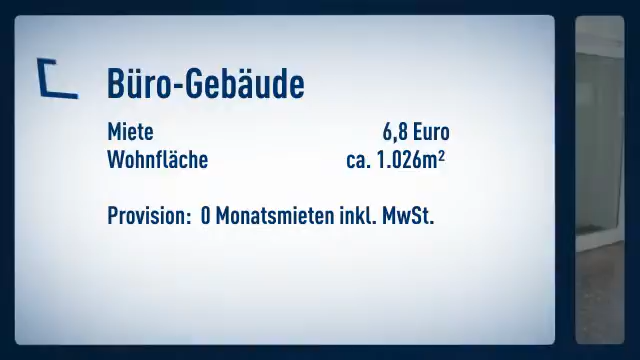 Büro-Gebäude
Miete 6,8 Euro
Wohnfläche ca. 1.026m²
Provision: 0 Monatsmieten inkl. MwSt.